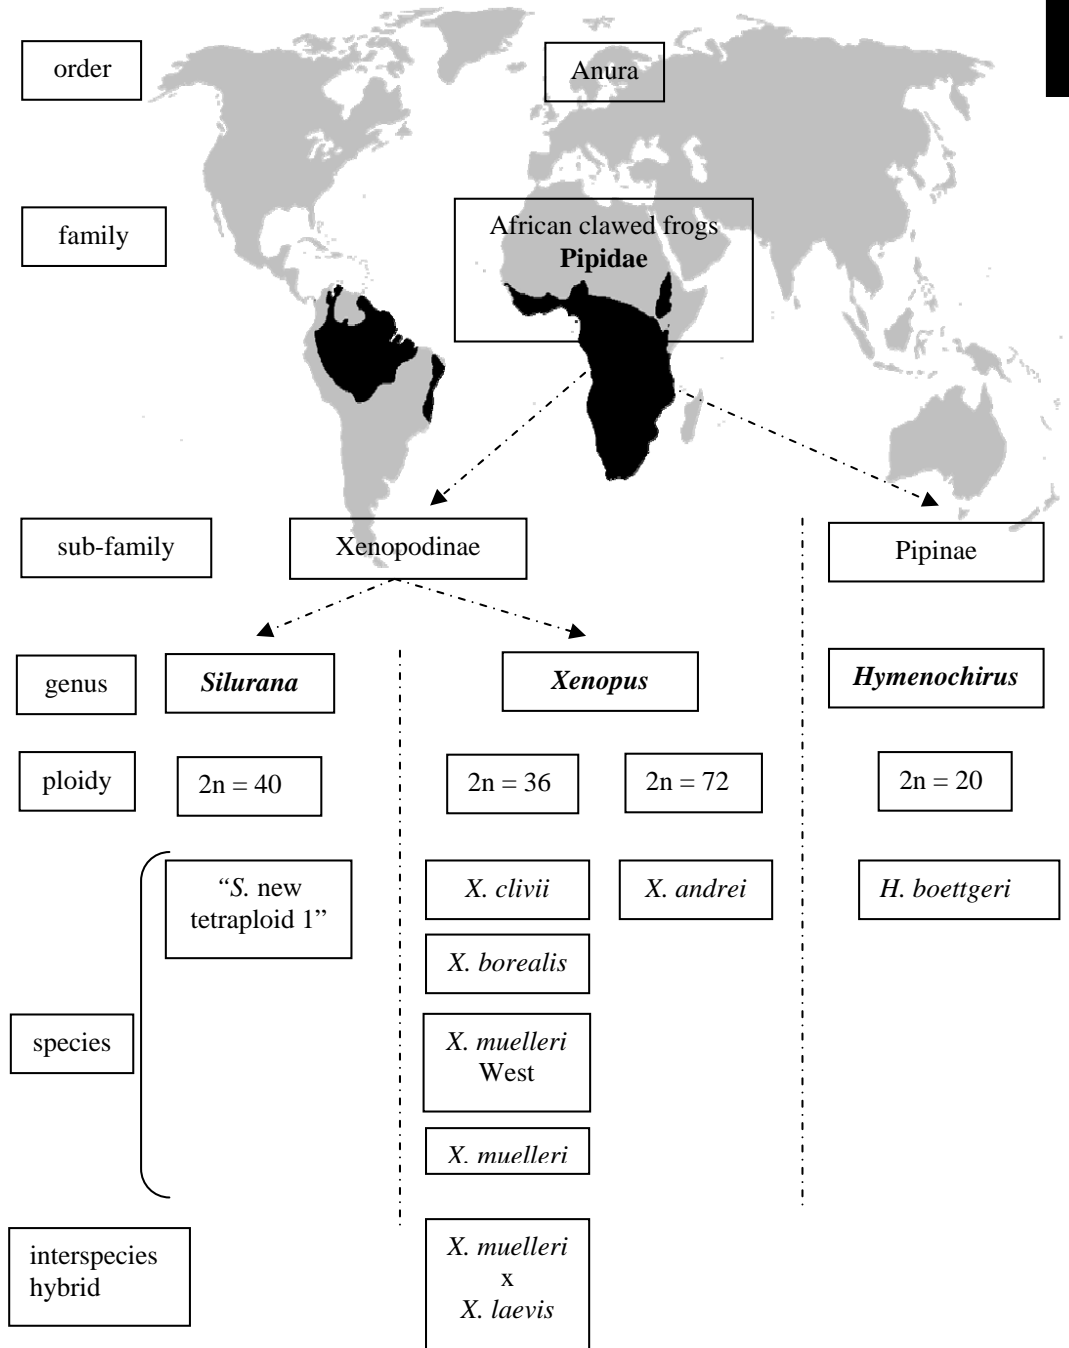 order
Anura
family
African clawed frogs
Pipidae
sub-family
Xenopodinae
Pipinae
genus
Silurana
Xenopus
Hymenochirus
ploidy
2n = 40
2n = 36
2n = 72
2n = 20
species
“S. new
tetraploid 1”
X. clivii
X. andrei
H. boettgeri
X. borealis
X. muelleri
West
X. muelleri
interspecies
hybrid
X. muelleri
x
X. laevis